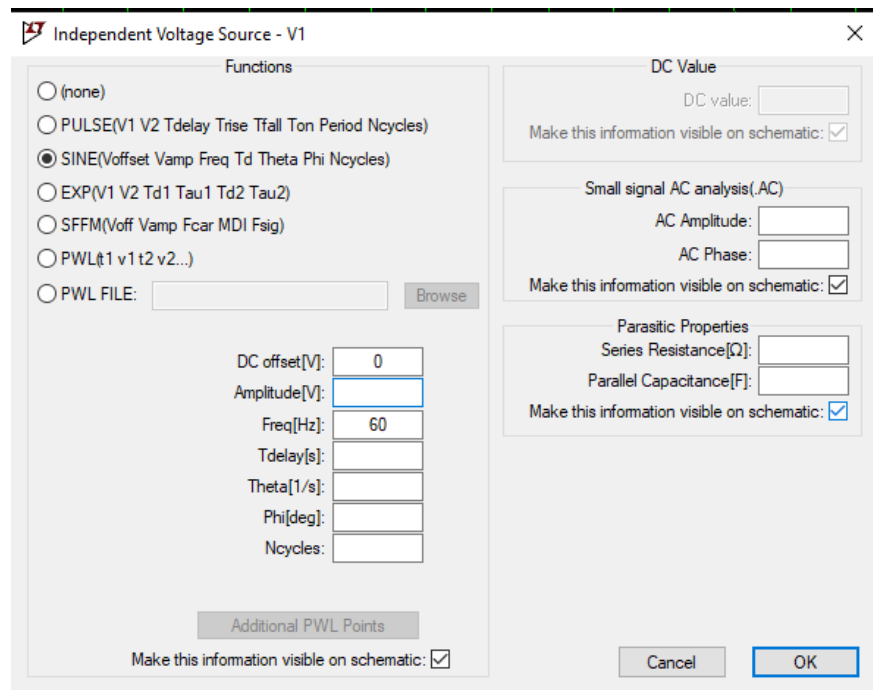 Independent Voltage Source - V1
Functions
(none)
PULSE(V1 V2 Tdelay Trise Tfall Ton Period Ncycles)
SINE(Voffset Vamp Freq Td Theta Phi Ncycles)
EXP(V1 V2 Td1 Tau1 Td2 Tau2)
SFFM(Voff Vamp Fcar MDI Fsig)
PWL(t1 v1 t2 v2...)
PWL FILE:
Browse
DC offset[V]: 0
Amplitude[V]:
Freq[Hz]: 60
Tdelay[s]:
Theta[1/s]:
Phi[deg]:
Ncycles:
Additional PWL Points
Make this information visible on schematic:
DC Value
DC value:
Make this information visible on schematic:
Small signal AC analysis(.AC)
AC Amplitude:
AC Phase:
Make this information visible on schematic:
Parasitic Properties
Series Resistance[Ω]:
Parallel Capacitance[F]:
Make this information visible on schematic:
Cancel OK